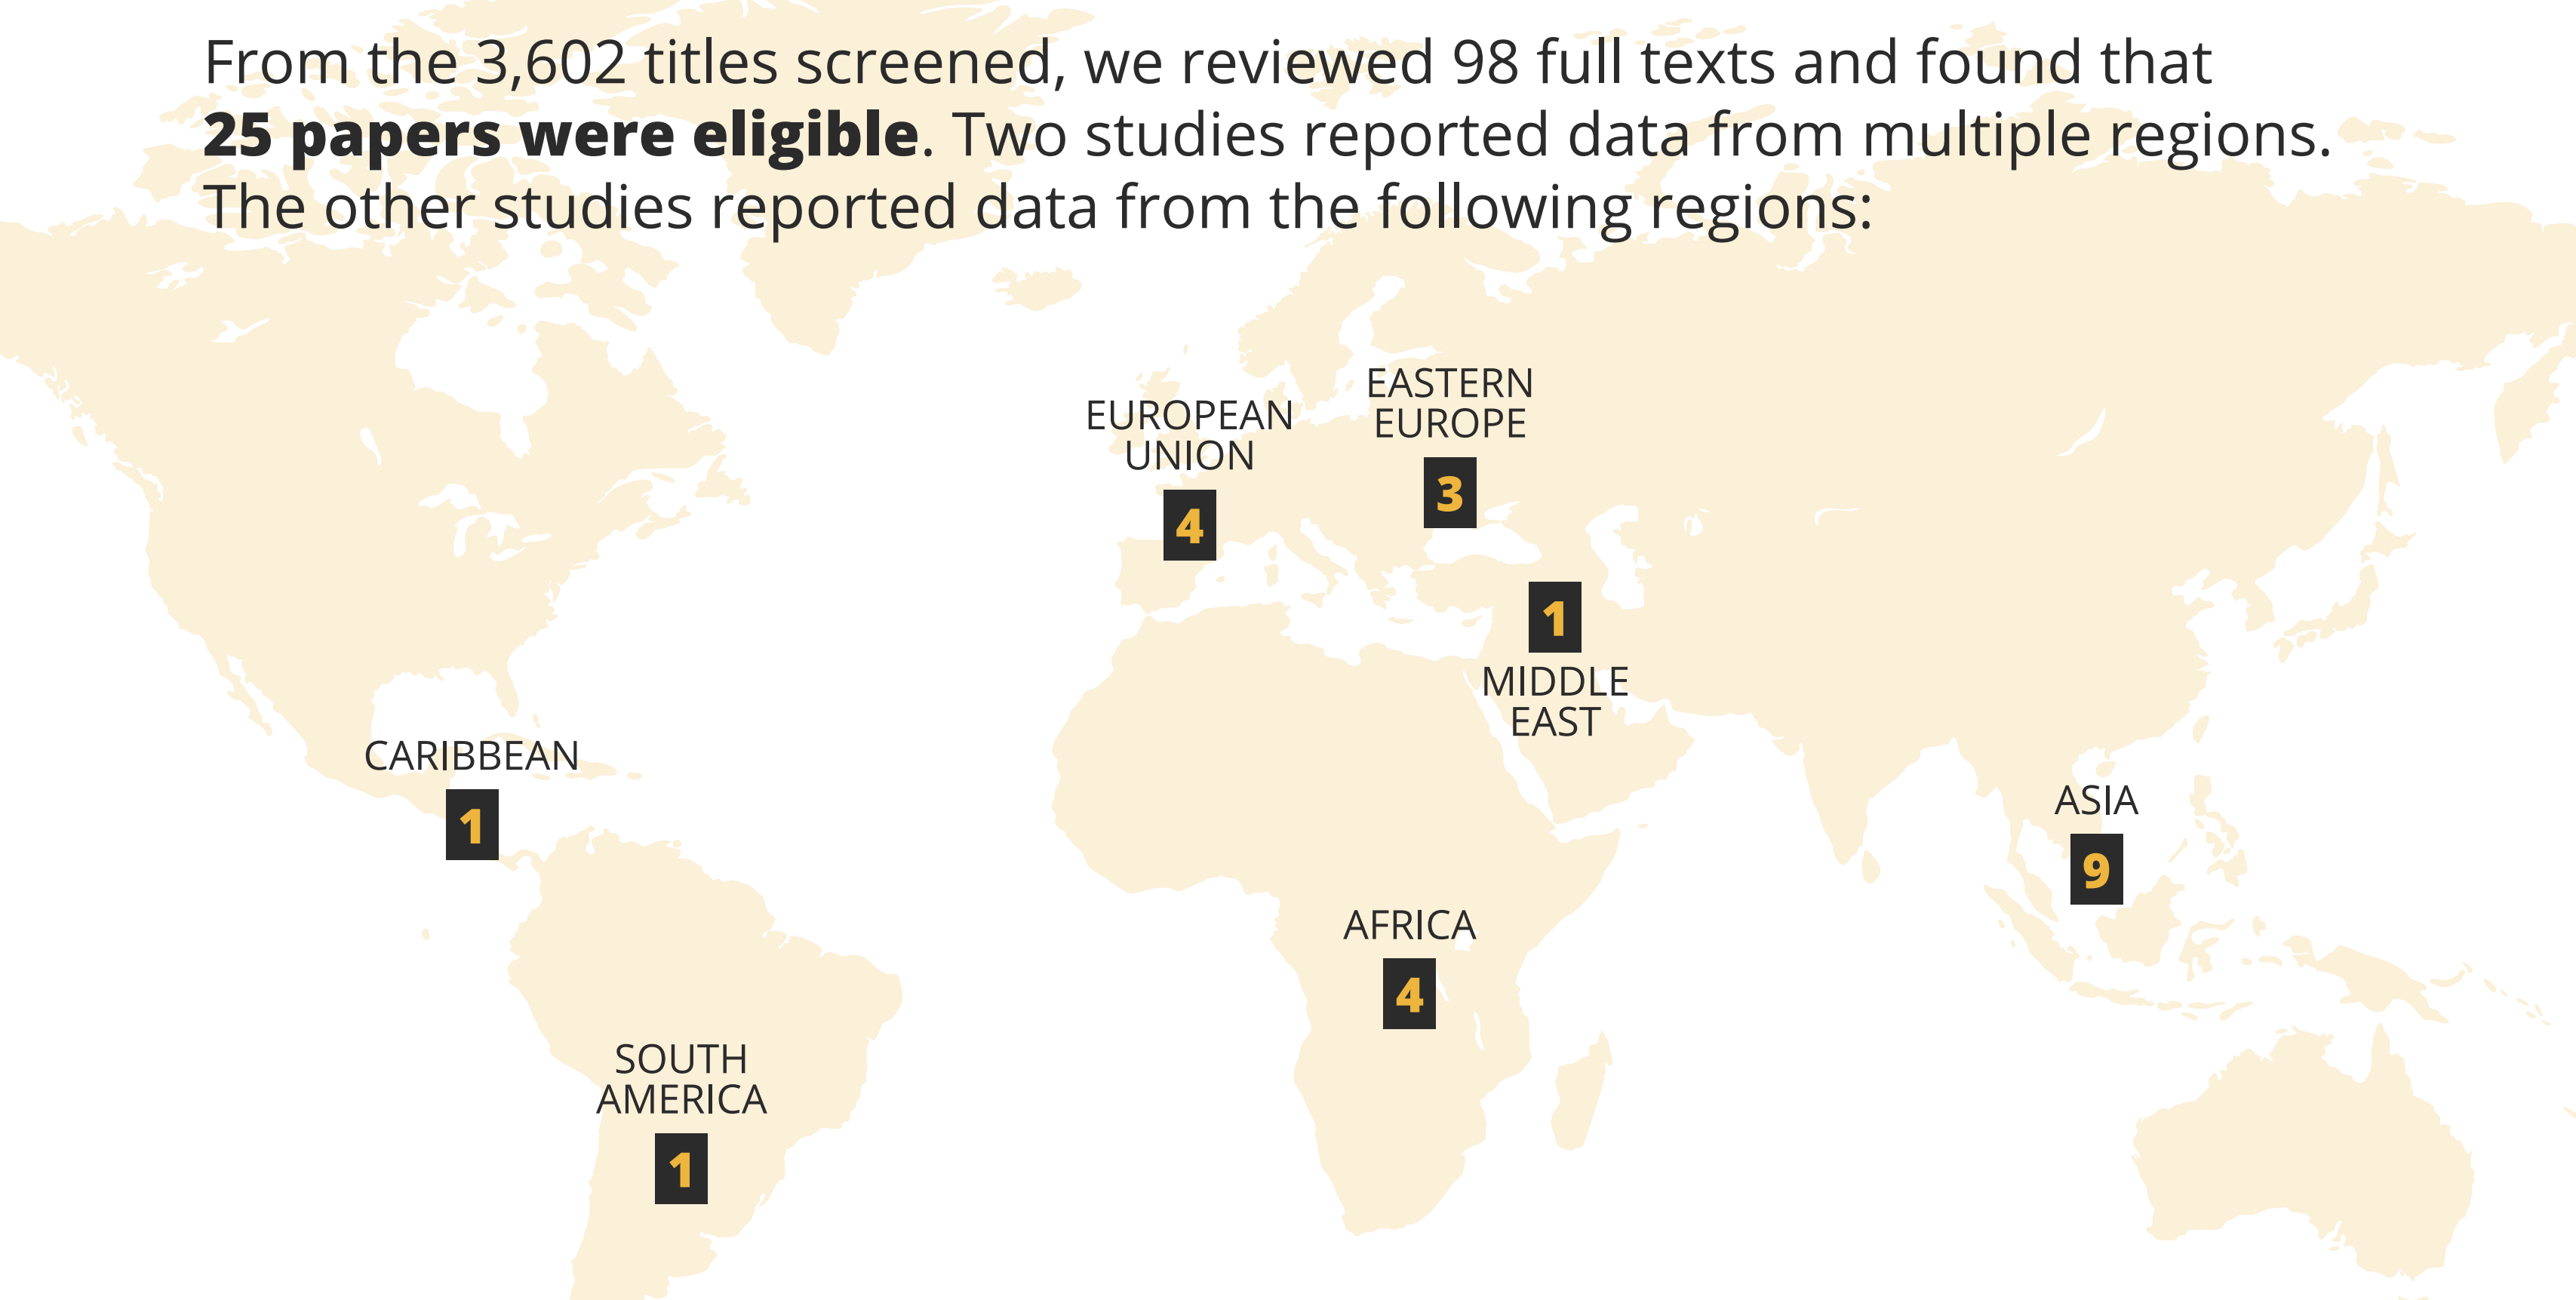 From the 3,602 titles screened, we reviewed 98 full texts and found that
25 papers were eligible. Two studies reported data from multiple regions.
The other studies reported data from the following regions:
EUROPEAN
UNION
4
EASTERN
EUROPE
3
1
MIDDLE
EAST
CARIBBEAN
1
ASIA
9
AFRICA
4
SOUTH
AMERICA
1